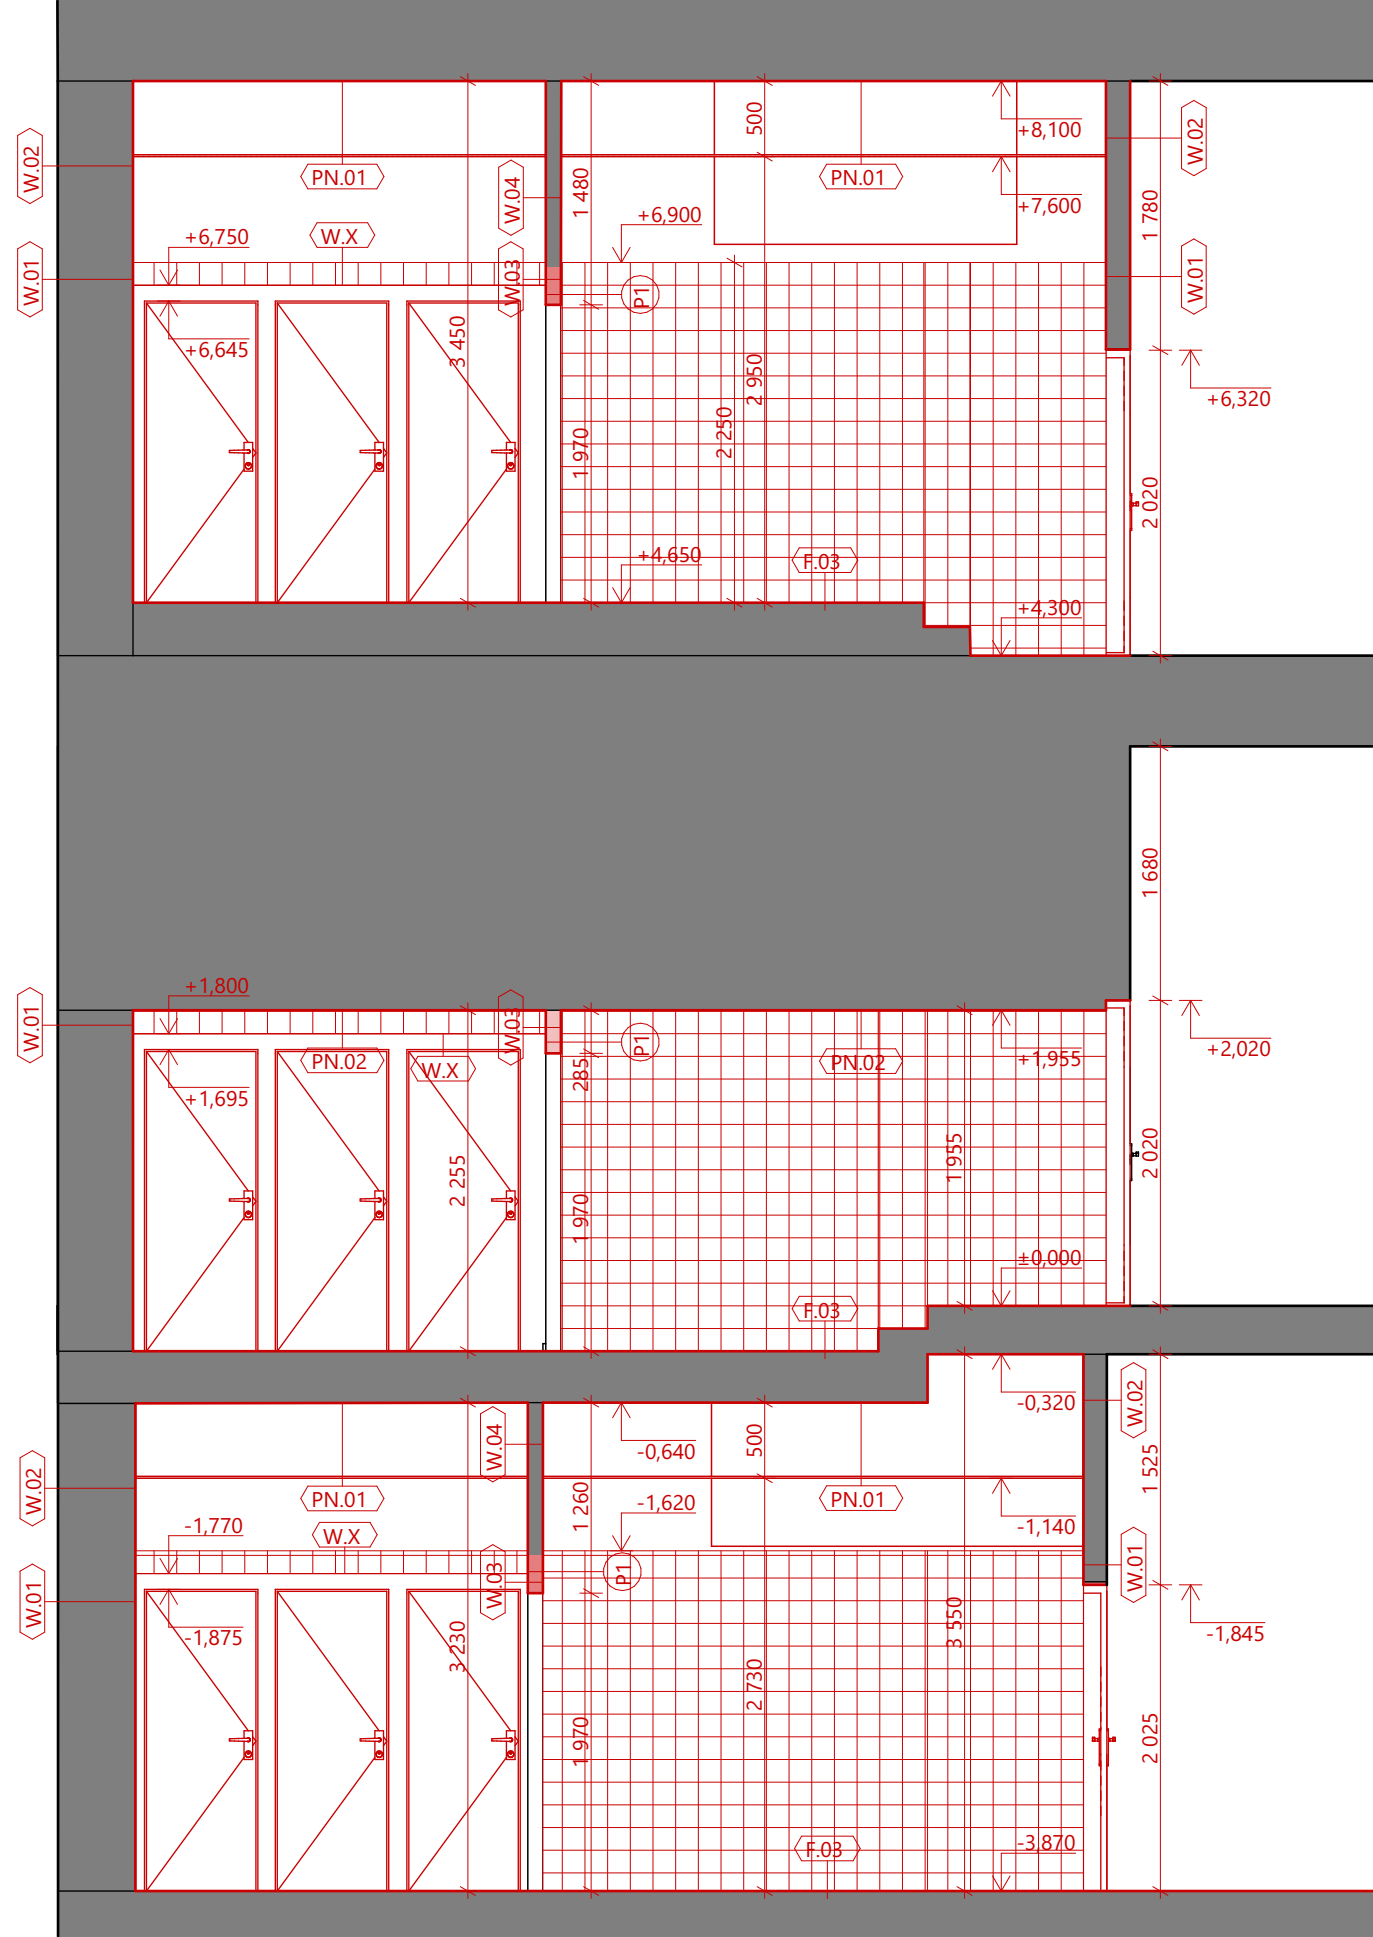 +8,100
500
W.02
W.02
PN.01
PN.01
W.04
1 480
+7,600
1 780
+6,900
+6,750
W.X
W.01
W.03
P1
W.01
+6,645
3 450
2 950
+6,320
2 250
1 970
2 020
+4,650
F.03
+4,300
1 680
+1,800
W.01
W.03
P1
PN.02
W.X
285
PN.02
+1,955
+2,020
+1,695
2 255
1 970
1 955
2 020
±0,000
F.03
-0,320
W.02
W.04
-0,640
500
1 525
W.02
PN.01
1 260
-1,620
PN.01
-1,140
-1,770
W.X
W.01
W.03
P1
W.01
-1,875
3 230
3 550
-1,845
2 730
1 970
2 025
F.03
-3,870